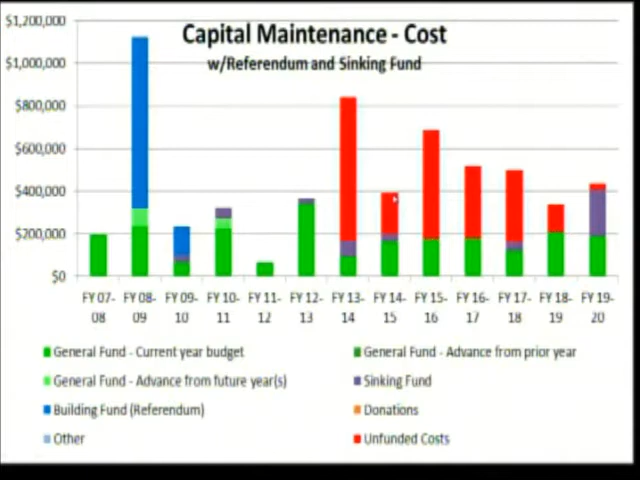 Capital Maintenance - Cost
w/Referendum and Sinking Fund
$1,200,000
$1,000,000
$800,000
$600,000
$400,000
$200,000
$0
FY 07-08
FY 08-09
FY 09-10
FY 10-11
FY 11-12
FY 12-13
FY 13-14
FY 14-15
FY 15-16
FY 16-17
FY 17-18
FY 18-19
FY 19-20
General Fund - Current year budget
General Fund - Advance from prior year
General Fund - Advance from future year(s)
Sinking Fund
Building Fund (Referendum)
Donations
Other
Unfunded Costs